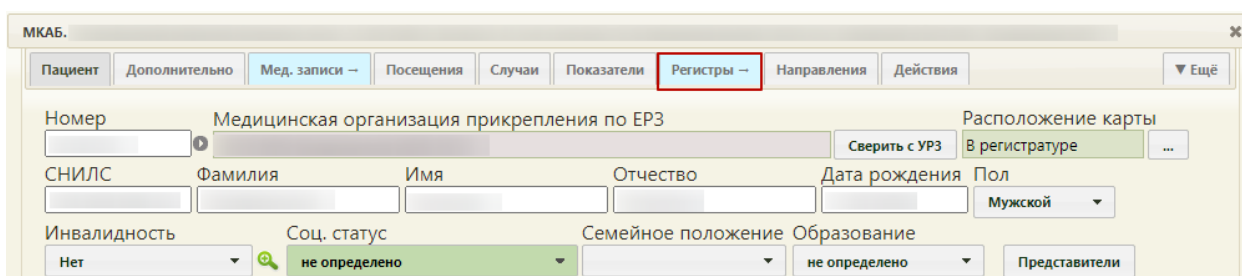 МКАБ.
Пациент Дополнительно Мед. записи → Посещения Случаи Показатели Регистры → Направления Действия ▼ Ещё
Номер Медицинская организация прикрепления по ЕРЗ Расположение карты
Сверить с УРЗ В регистратуре ...
СНИЛС Фамилия Имя Отчество Дата рождения Пол
Мужской
Инвалидность Соц. статус Семейное положение Образование
Нет не определено не определено Представители